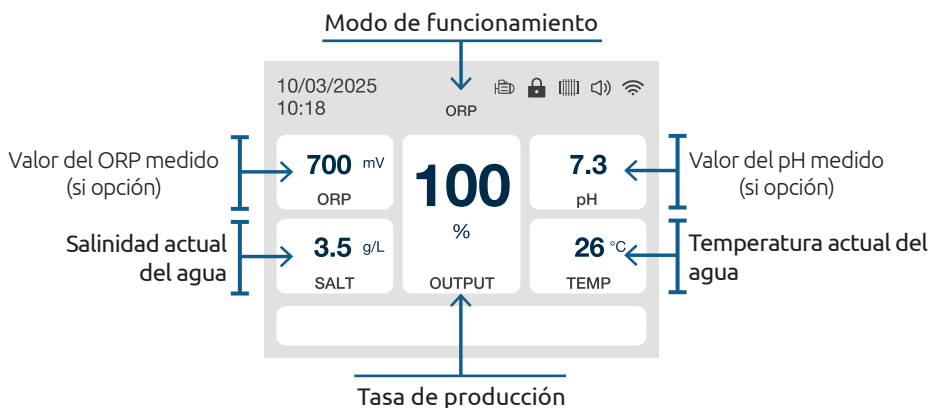 Modo de funcionamiento
10/03/2025
10:18
ORP
Valor del ORP medido
(si opción)
700 mV
ORP
100
%
OUTPUT
7.3
pH
Valor del pH medido
(si opción)
Salinidad actual
del agua
3.5 g/L
SALT
26 °C
TEMP
Temperatura actual del
agua
Tasa de producción